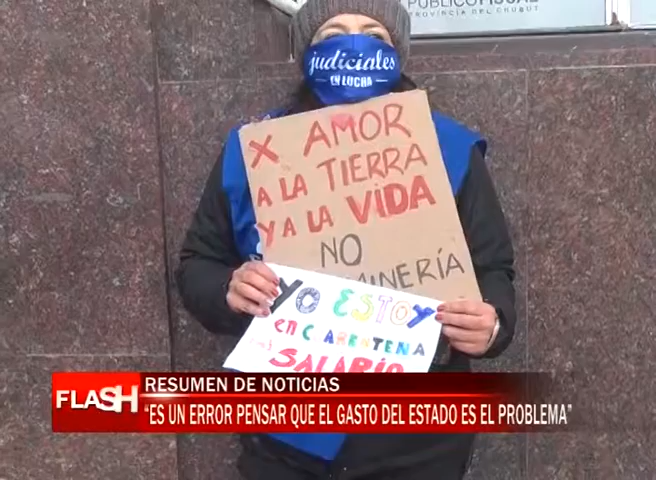 PÚBLICO FISCAL
PROVINCIA DEL CHUBUT
judiciales
EN LUCHA
X AMOR
A LA TIERRA
Y A LA VIDA
NO
MINERÍA
YO ESTOY
en CUARENTENA
SALARIO
FLASH
RESUMEN DE NOTICIAS
"ES UN ERROR PENSAR QUE EL GASTO DEL ESTADO ES EL PROBLEMA"